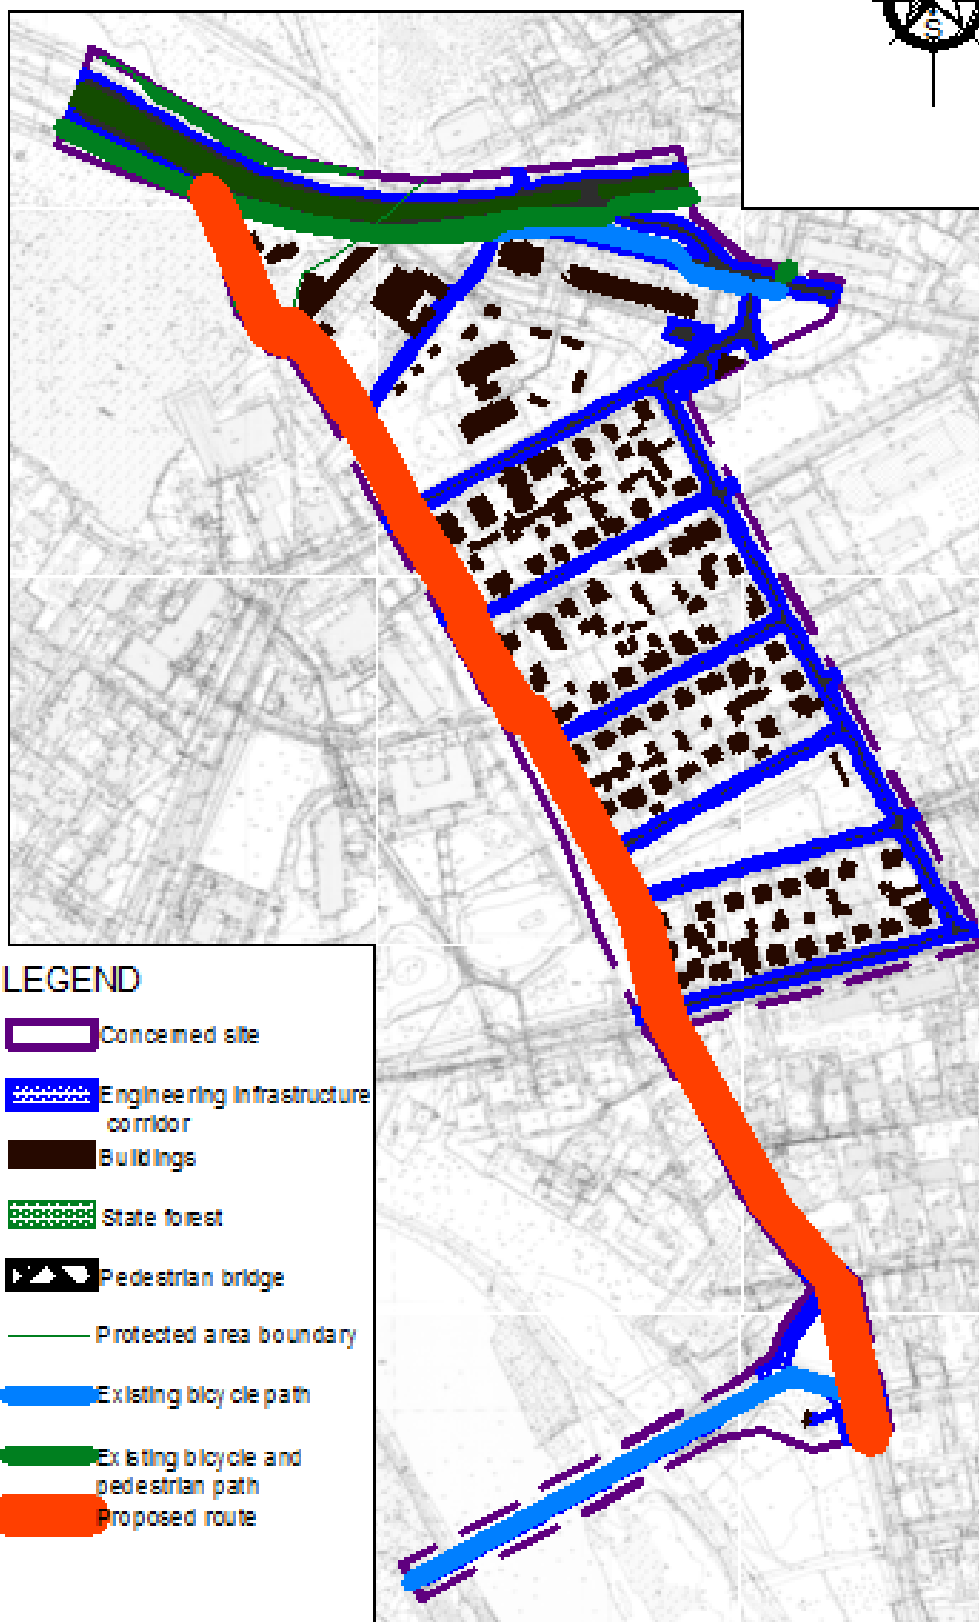 S
LEGEND
Concerned site
Engineering infrastructure
corridor
Buildings
State forest
Pedestrian bridge
Protected area boundary
Existing bicycle path
Existing bicycle and
pedestrian path
Proposed route